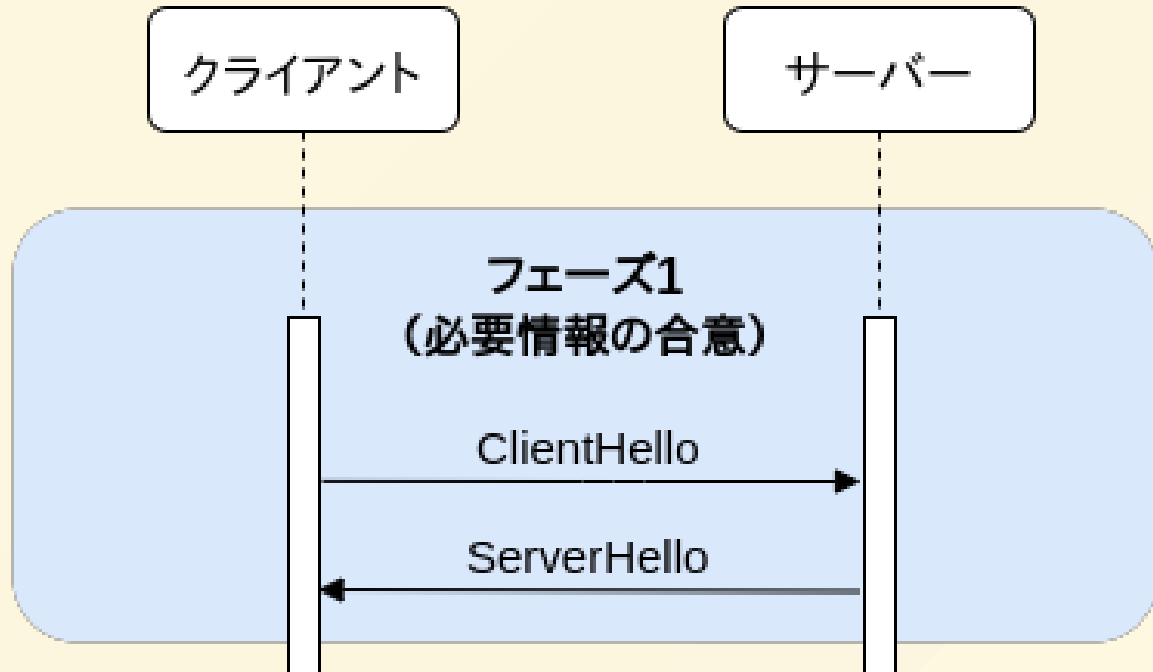 クライアント
サーバー
フェーズ1
（必要情報の合意）
ClientHello
ServerHello